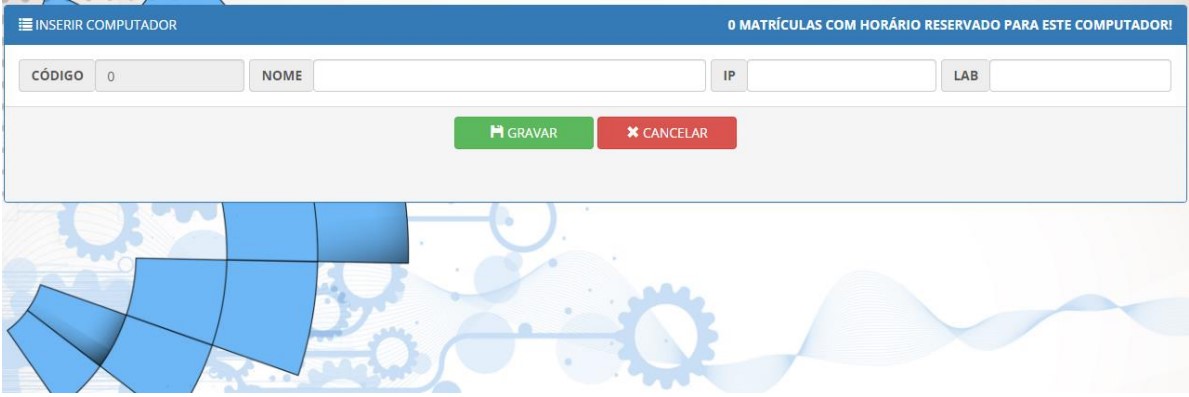 INSERIR COMPUTADOR 0 MATRÍCULAS COM HORÁRIO RESERVADO PARA ESTE COMPUTADOR!
CÓDIGO 0 NOME IP LAB
GRAVAR CANCELAR